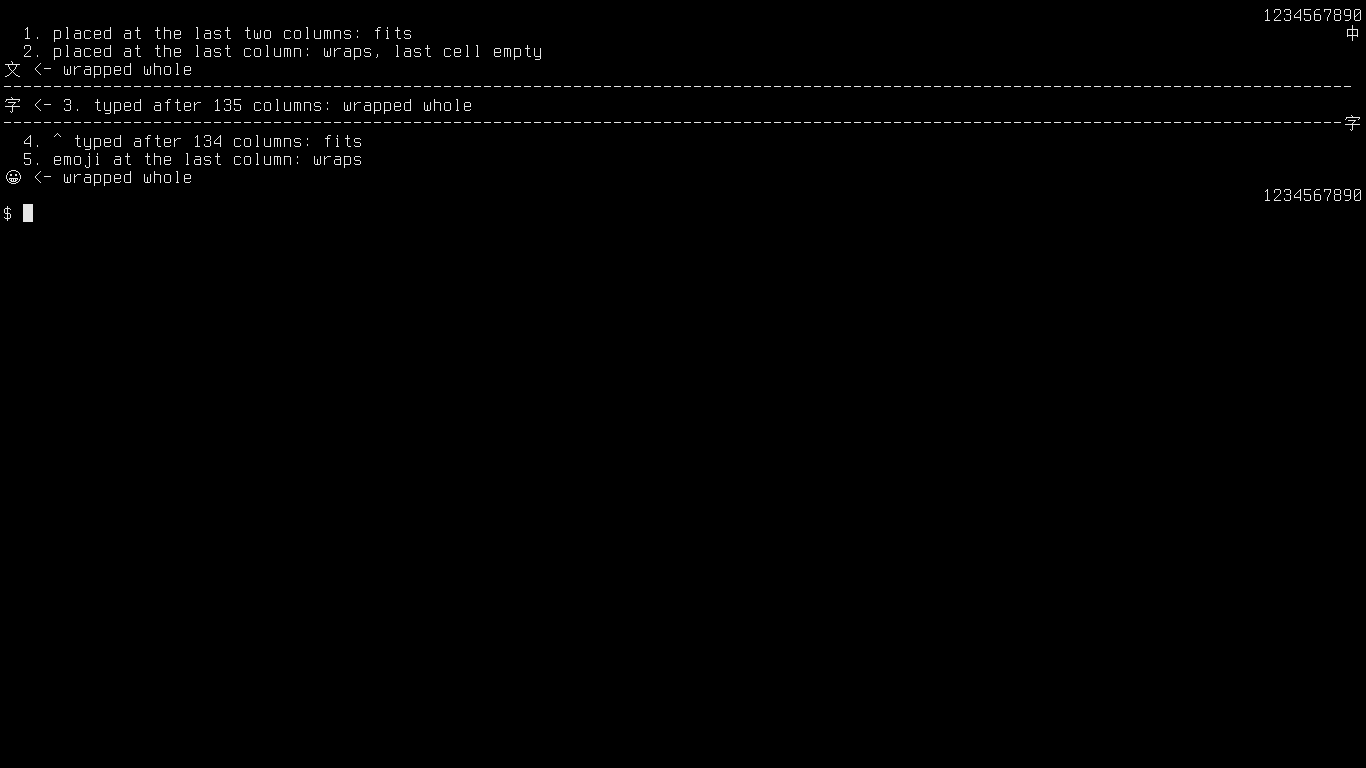 1234567890
1. placed at the last two columns: fits 中
2. placed at the last column: wraps, last cell empty
文 <- wrapped whole
---------------------------------------------------------------------------------------------------------------------------------------
字 <- 3. typed after 135 columns: wrapped whole
--------------------------------------------------------------------------------------------------------------------------------------字
4. ^ typed after 134 columns: fits
5. emoji at the last column: wraps
😀 <- wrapped whole
1234567890
$